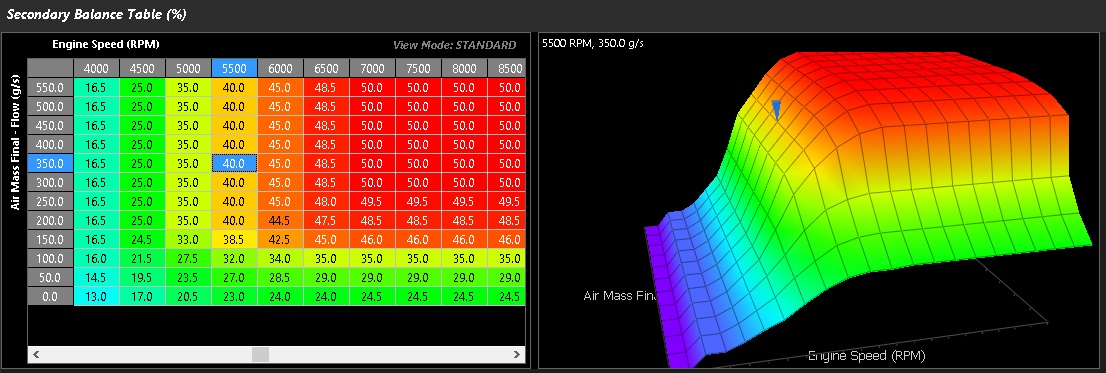 Secondary Balance Table (%)
Engine Speed (RPM)
View Mode: STANDARD
Air Mass Final - Flow (g/s)
4000 4500 5000 5500 6000 6500 7000 7500 8000 8500
550.0 16.5 25.0 35.0 40.0 45.0 48.5 50.0 50.0 50.0 50.0
500.0 16.5 25.0 35.0 40.0 45.0 48.5 50.0 50.0 50.0 50.0
450.0 16.5 25.0 35.0 40.0 45.0 48.5 50.0 50.0 50.0 50.0
400.0 16.5 25.0 35.0 40.0 45.0 48.5 50.0 50.0 50.0 50.0
350.0 16.5 25.0 35.0 40.0 45.0 48.5 50.0 50.0 50.0 50.0
300.0 16.5 25.0 35.0 40.0 45.0 48.5 50.0 50.0 50.0 50.0
250.0 16.5 25.0 35.0 40.0 45.0 48.0 49.5 49.5 49.5 49.5
200.0 16.5 25.0 35.0 40.0 44.5 47.5 48.5 48.5 48.5 48.5
150.0 16.5 24.5 33.0 38.5 42.5 45.0 46.0 46.0 46.0 46.0
100.0 16.0 21.5 27.5 32.0 34.0 35.0 35.0 35.0 35.0 35.0
50.0 14.5 19.5 23.5 27.0 28.5 29.0 29.0 29.0 29.0 29.0
0.0 13.0 17.0 20.5 23.0 24.0 24.0 24.5 24.5 24.5 24.5
5500 RPM, 350.0 g/s
Air Mass Fin
Engine Speed (RPM)